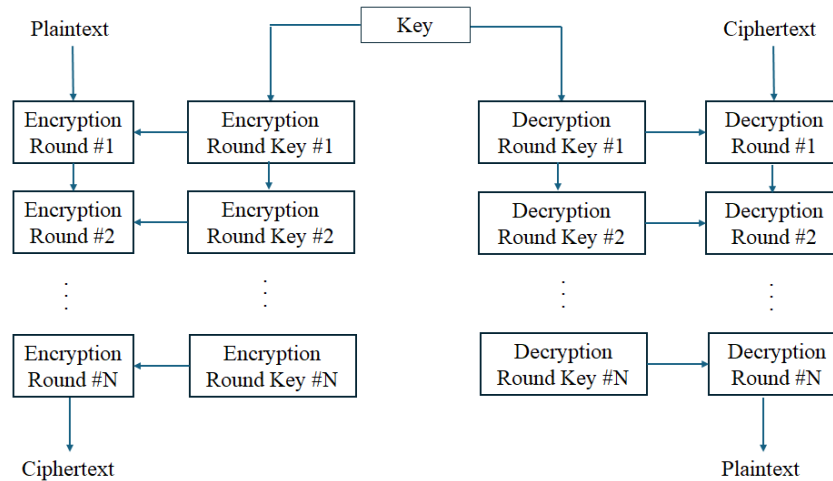 Plaintext
Key
Ciphertext
Encryption
Round #1
Encryption
Round Key #1
Decryption
Round Key #1
Decryption
Round #1
Encryption
Round #2
Encryption
Round Key #2
Decryption
Round Key #2
Decryption
Round #2
Encryption
Round #N
Encryption
Round Key #N
Decryption
Round Key #N
Decryption
Round #N
Ciphertext
Plaintext